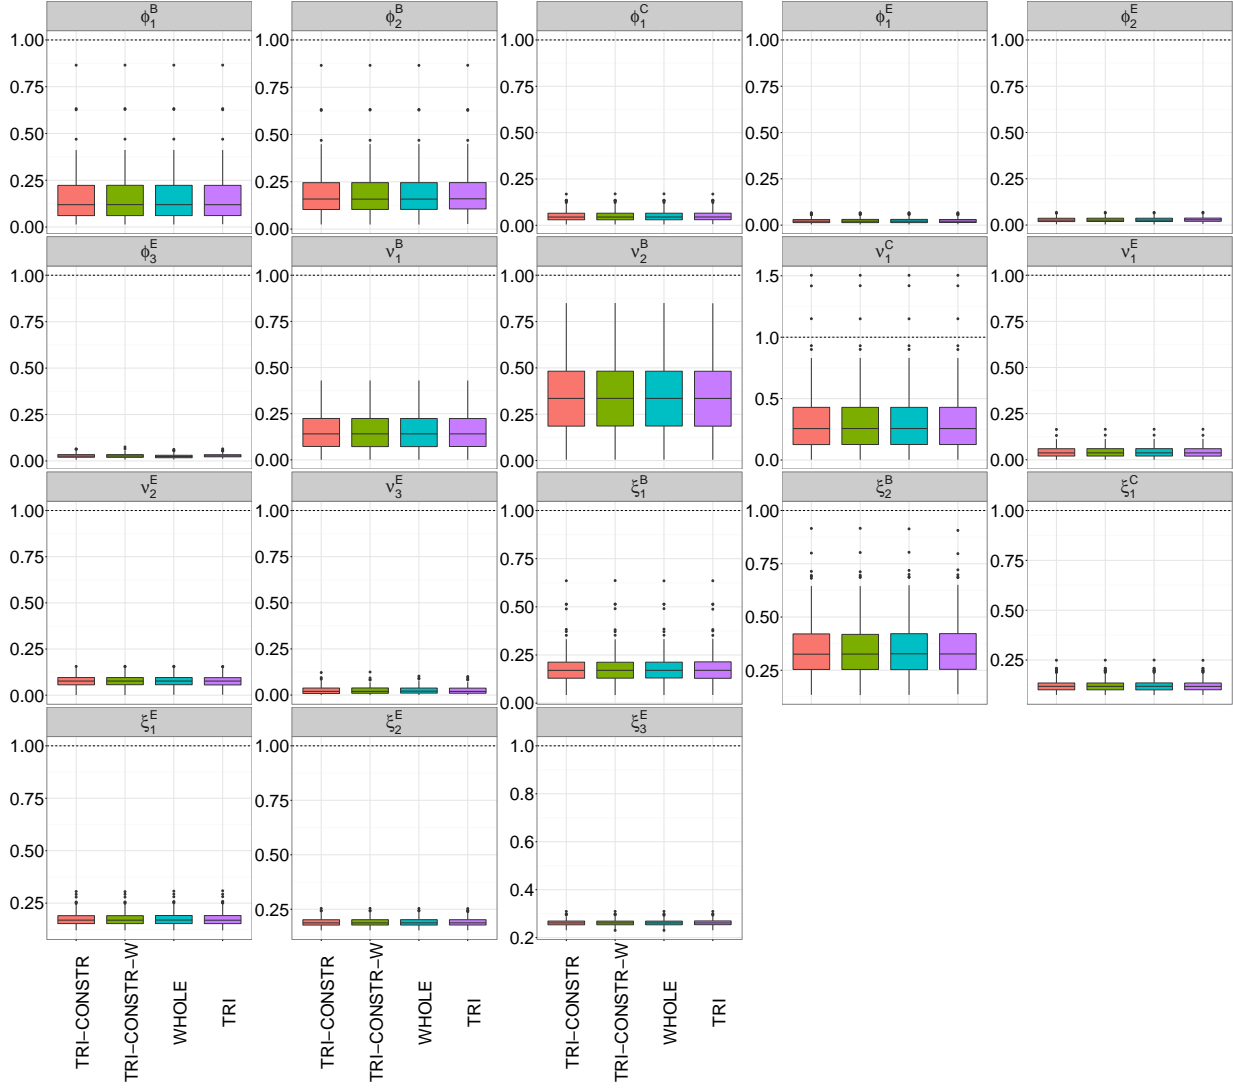 ϕ₁ᴮ ϕ₂ᴮ ϕ₁ᶜ ϕ₁ᴱ ϕ₂ᴱ
1.00 1.00 1.00 1.00 1.00
0.75 0.75 0.75 0.75 0.75
0.50 0.50 0.50 0.50 0.50
0.25 0.25 0.25 0.25 0.25
0.00 0.00 0.00 0.00 0.00
ϕ₃ᴱ ν₁ᴮ ν₂ᴮ ν₁ᶜ ν₁ᴱ
1.00 1.00 1.00 1.5 1.00
0.75 0.75 0.75 1.0 0.75
0.50 0.50 0.50 0.5 0.50
0.25 0.25 0.25 0.0 0.25
0.00 0.00 0.00 0.00
ν₂ᴱ ν₃ᴱ ξ₁ᴮ ξ₂ᴮ ξ₁ᶜ
1.00 1.00 1.00 1.00 1.00
0.75 0.75 0.75 0.75 0.75
0.50 0.50 0.50 0.50 0.50
0.25 0.25 0.25 0.25 0.25
0.00 0.00 0.00
ξ₁ᴱ ξ₂ᴱ ξ₃ᴱ
1.00 1.00 1.0
0.75 0.75 0.8
0.50 0.50 0.6
0.25 0.25 0.4
0.2
TRI−CONSTR TRI−CONSTR−W WHOLE TRI
TRI−CONSTR TRI−CONSTR−W WHOLE TRI
TRI−CONSTR TRI−CONSTR−W WHOLE TRI